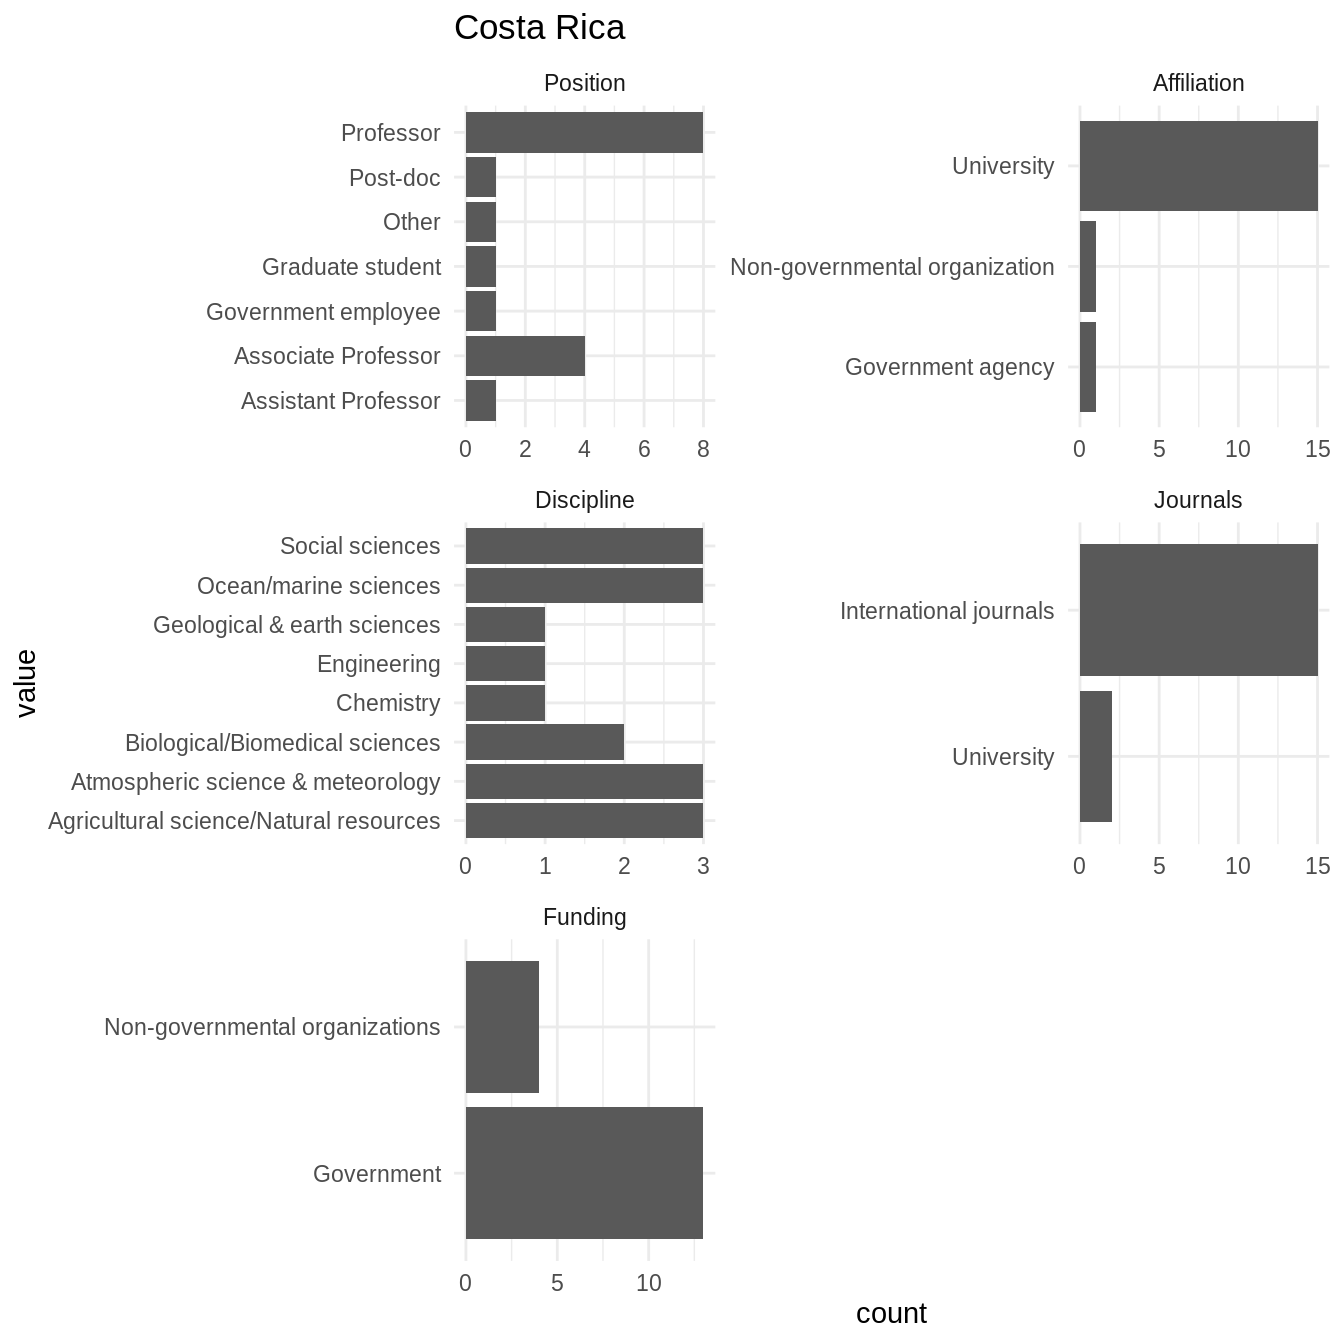 Costa Rica
Position
Professor
Post-doc
Other
Graduate student
Government employee
Associate Professor
Assistant Professor
0 2 4 6 8
Affiliation
University
Non-governmental organization
Government agency
0 5 10 15
Discipline
Social sciences
Ocean/marine sciences
Geological & earth sciences
Engineering
Chemistry
Biological/Biomedical sciences
Atmospheric science & meteorology
Agricultural science/Natural resources
0 1 2 3
Journals
International journals
University
0 5 10 15
Funding
Non-governmental organizations
Government
0 5 10
value
count